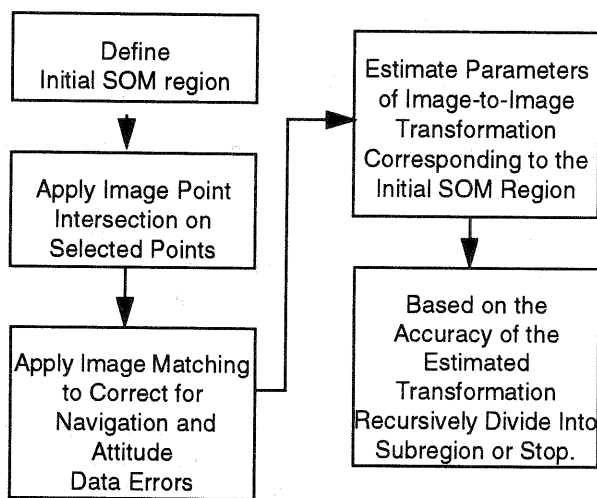 Define
Initial SOM region
Apply Image Point
Intersection on
Selected Points
Apply Image Matching
to Correct for
Navigation and
Attitude
Data Errors
Estimate Parameters
of Image-to-Image
Transformation
Corresponding to the
Initial SOM Region
Based on the
Accuracy of the
Estimated
Transformation
Recursively Divide Into
Subregion or Stop.